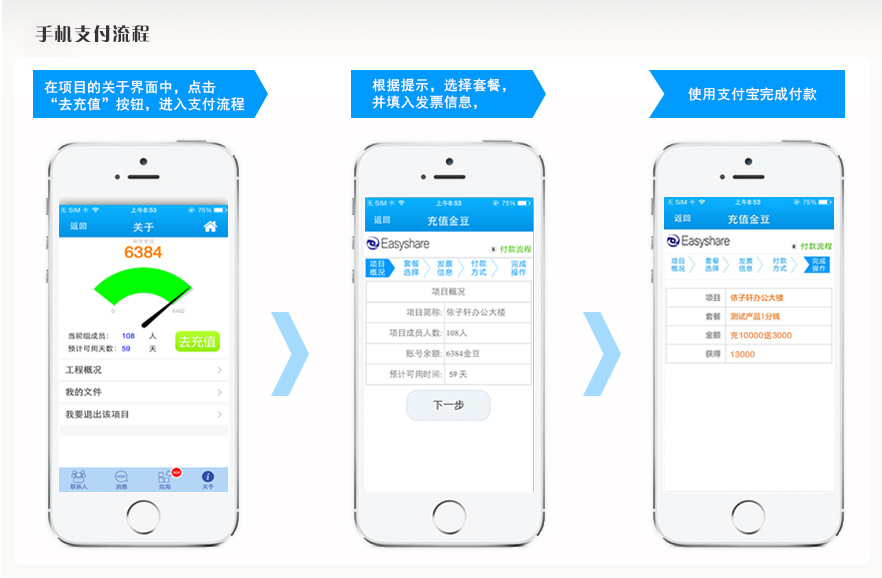 手机支付流程
在项目的关于界面中，点击
“去充值”按钮，进入支付流程
根据提示，选择套餐，
并填入发票信息，
使用支付宝完成付款
无 SIM 卡 上午8:53 75%
返回 关于
6384
0 6492
当前组成员： 108 人
预计可用天数： 59 天
去充值
工程概况
我的文件
我要退出该项目
联系人 消息 应用 关于
无 SIM 卡 上午8:53 75%
返回 充值金豆
Easyshare
付款流程
项目概况 套餐选择 发票信息 付款方式 完成操作
项目概况
项目简称: 依子轩办公大楼
项目成员人数: 108人
账号余额: 6384金豆
预计可用时间: 59 天
下一步
无 SIM 卡 上午8:53 75%
返回 充值金豆
Easyshare
付款流程
项目概况 套餐选择 发票信息 付款方式 完成操作
项目 依子轩办公大楼
套餐 测试产品1分钱
金额 充10000送3000
获得 13000